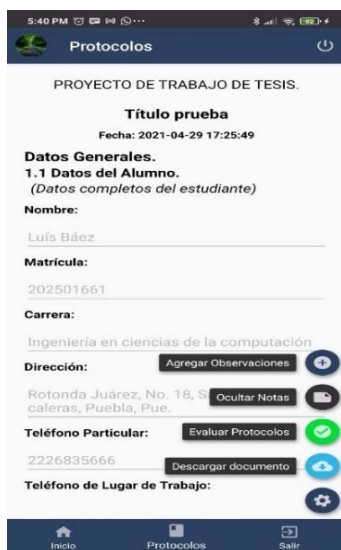 5:40 PM
82
Protocolos
PROYECTO DE TRABAJO DE TESIS.
Título prueba
Fecha: 2021-04-29 17:25:49
Datos Generales.
1.1 Datos del Alumno.
(Datos completos del estudiante)
Nombre:
Luís Báez
Matrícula:
202501661
Carrera:
Ingeniería en ciencias de la computación
Agregar Observaciones
Dirección:
Rotonda Juárez, No. 18, S
Ocultar Notas
caleras, Puebla, Pue.
Teléfono Particular:
Evaluar Protocolos
2226835666
Descargar documento
Teléfono de Lugar de Trabajo:
Inicio
Protocolos
Salir